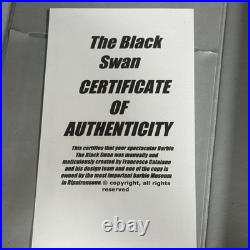 The Black
Swan
CERTIFICATE
OF
AUTHENTICITY
This certifies that your spectacular Barbie
The Black Swan was manually and
meticulously created by Francesco Catalano
and his design team and one of the copy is
owned by the most important barbie Museum
in Ripatransone. © copyright, all rights
reserved